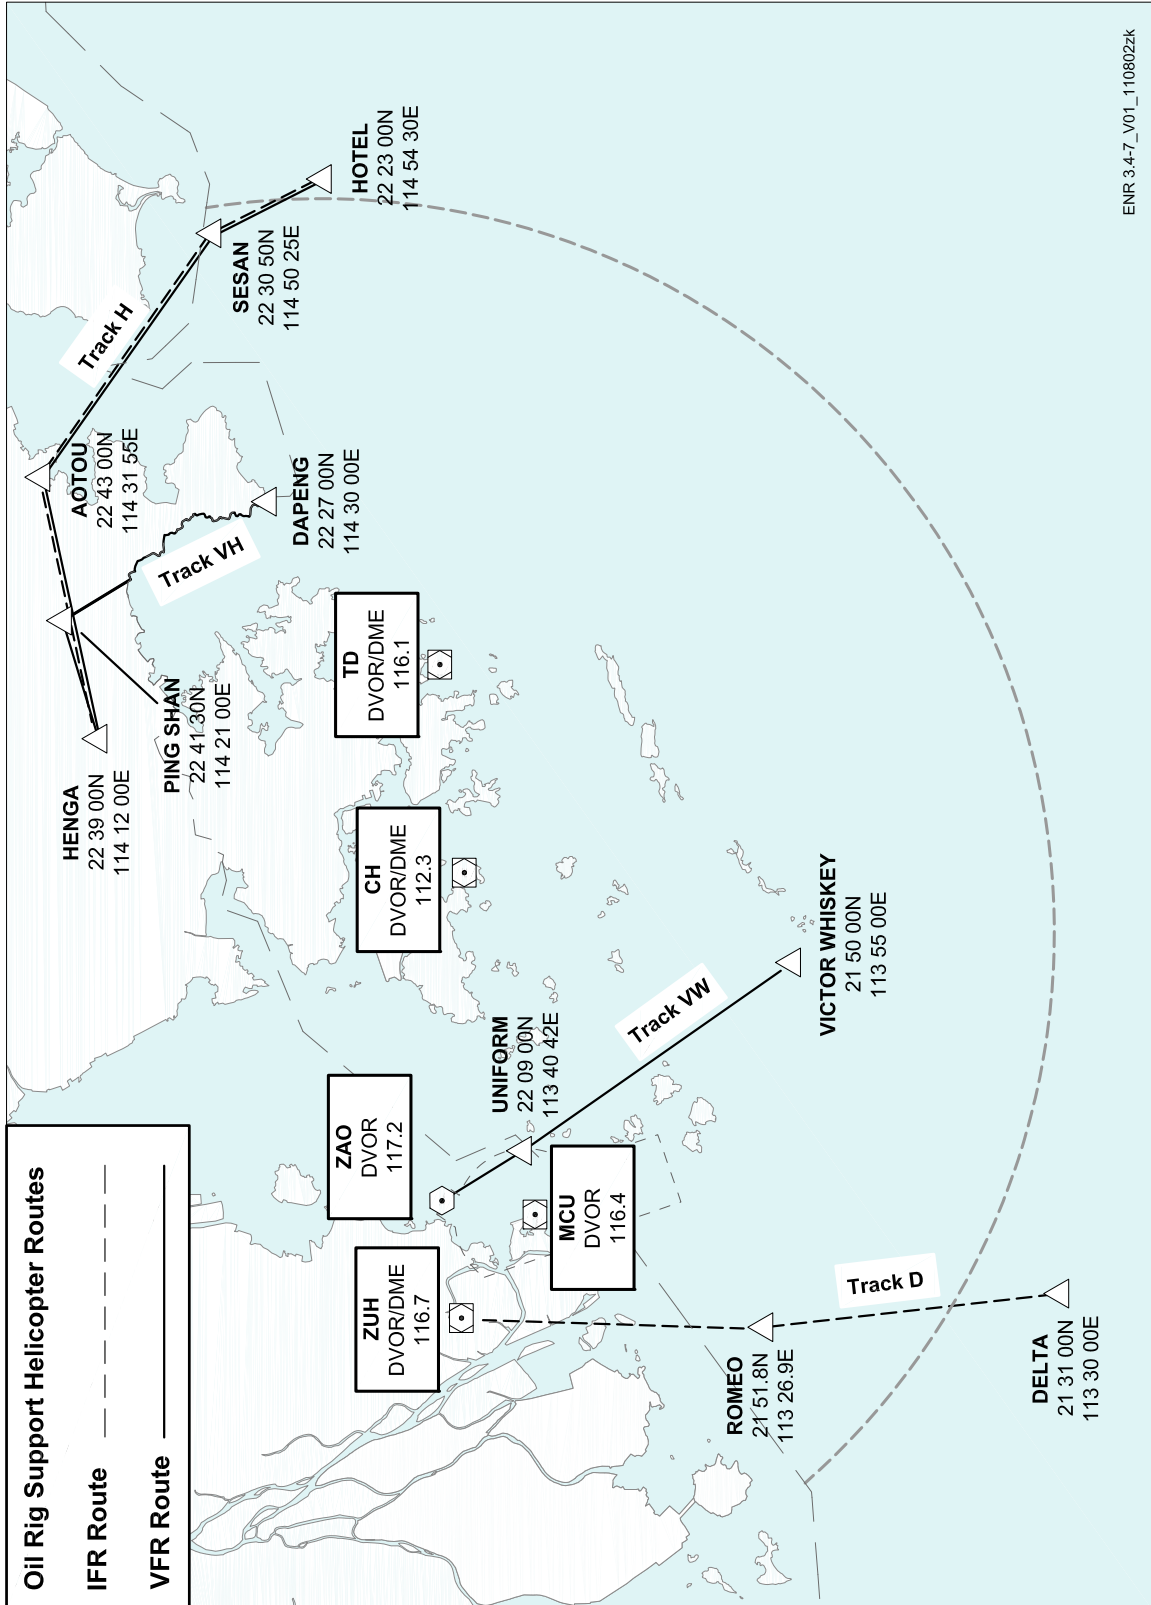 Oil Rig Support Helicopter Routes
IFR Route
VFR Route
HENGA
22 39 00N
114 12 00E
PING SHAN
22 41 30N
114 21 00E
AOTOU
22 43 00N
114 31 55E
Track H
Track VH
SESAN
22 30 50N
114 50 25E
HOTEL
22 23 00N
114 54 30E
DAPENG
22 27 00N
114 30 00E
TD
DVOR/DME
116.1
CH
DVOR/DME
112.3
ZAO
DVOR
117.2
ZUH
DVOR/DME
116.7
MCU
DVOR
116.4
UNIFORM
22 09 00N
113 40 42E
Track VW
VICTOR WHISKEY
21 50 00N
113 55 00E
ROMEO
21 51.8N
113 26.9E
Track D
DELTA
21 31 00N
113 30 00E
ENR 3.4-7_V01_110802zk